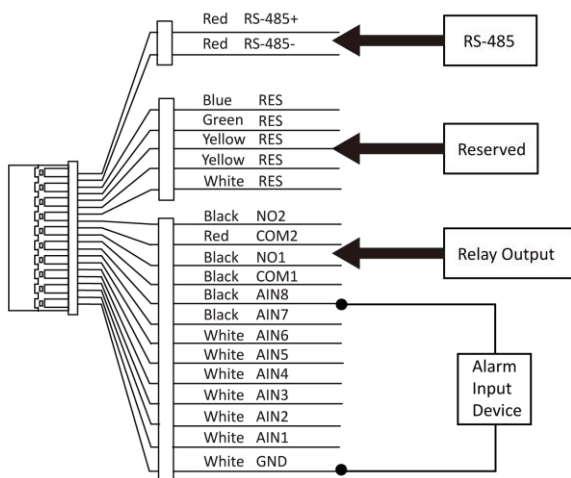 Red RS-485+
Red RS-485-
RS-485
Blue RES
Green RES
Yellow RES
Yellow RES
White RES
Reserved
Black NO2
Red COM2
Black NO1
Black COM1
Relay Output
Black AIN8
Black AIN7
White AIN6
White AIN5
White AIN4
White AIN3
White AIN2
White AIN1
White GND
Alarm
Input
Device